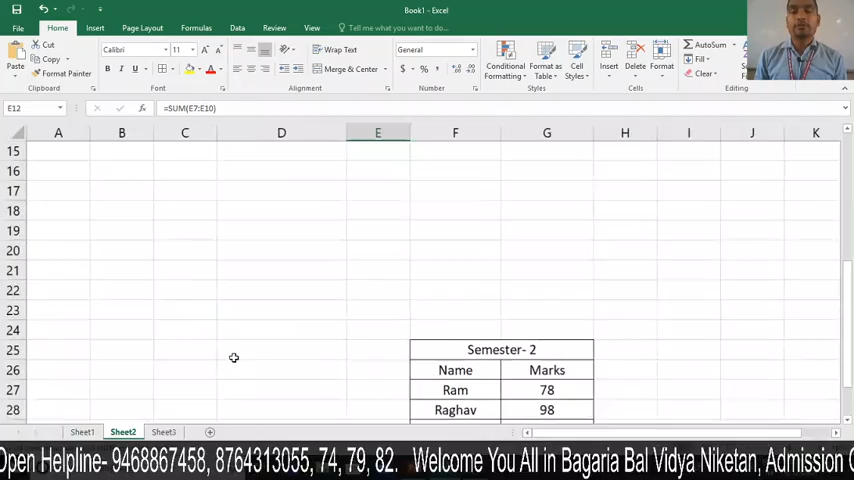 Book1 - Excel
File Home Insert Page Layout Formulas Data Review View Tell me what you want to do...
Paste
Cut
Copy
Format Painter
Clipboard
Calibri 11
B I U
Font
Wrap Text
Merge & Center
Alignment
General
$ % ,
Number
Conditional Formatting
Format as Table
Cell Styles
Styles
Insert Delete Format
Cells
AutoSum
Fill
Clear
Editing
E12 fx =SUM(E7:E10)
A B C D E F G H I J K
15
16
17
18
19
20
21
22
23
24
25 Semester- 2
26 Name Marks
27 Ram 78
28 Raghav 98
Sheet1 Sheet2 Sheet3
Open Helpline- 9468867458, 8764313055, 74, 79, 82. Welcome You All in Bagaria Bal Vidya Niketan, Admission